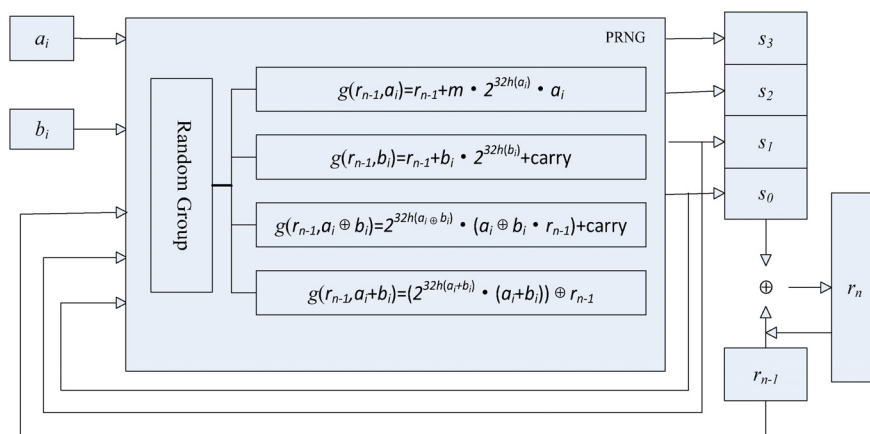 a_i
b_i
PRNG
Random Group
g(r_{n-1},a_i)=r_{n-1}+m • 2^{32h(a_i)} • a_i
g(r_{n-1},b_i)=r_{n-1}+b_i • 2^{32h(b_i)}+carry
g(r_{n-1},a_i ⊕ b_i)=2^{32h(a_i ⊕ b_i)} • (a_i ⊕ b_i • r_{n-1})+carry
g(r_{n-1},a_i+b_i)=(2^{32h(a_i+b_i)} • (a_i+b_i)) ⊕ r_{n-1}
s_3
s_2
s_1
s_0
⊕
r_n
r_{n-1}